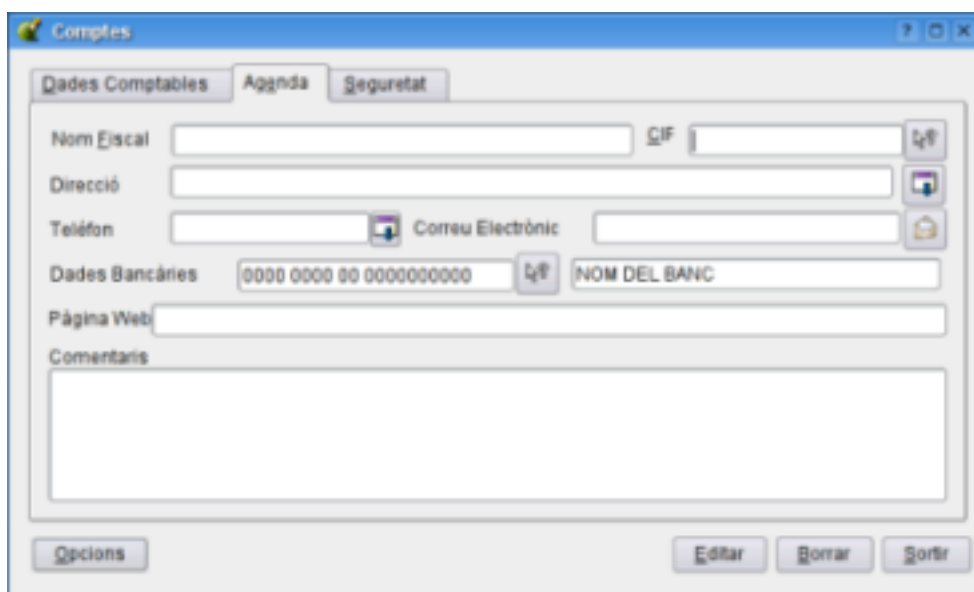 Comptes
Dades Comptables Agenda Seguretat
Nom Fiscal CIF
Direcció
Teléfon Correu Electrònic
Dades Bancàries 0000 0000 00 0000000000 NOM DEL BANC
Pàgina Web
Comentaris
Opcions Editar Borrar Sortir